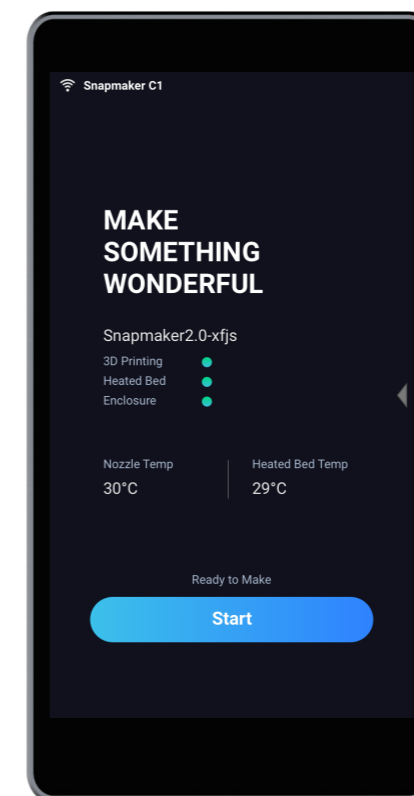 Snapmaker C1
MAKE
SOMETHING
WONDERFUL
Snapmaker2.0-xfjs
3D Printing
Heated Bed
Enclosure
Nozzle Temp
30°C
Heated Bed Temp
29°C
Ready to Make
Start